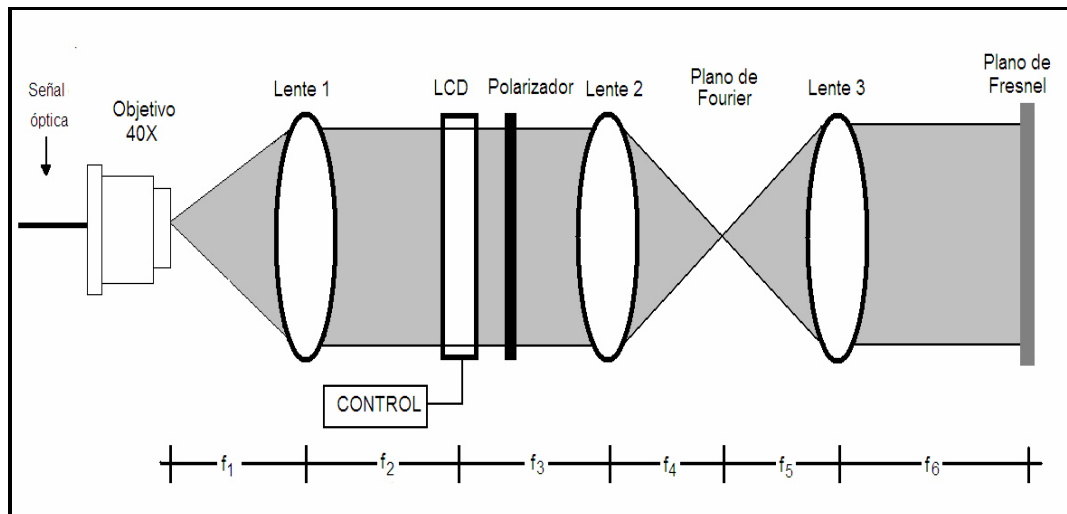 Señal
óptica
Objetivo
40X
Lente 1
LCD
Polarizador
Lente 2
Plano de
Fourier
Lente 3
Plano de
Fresnel
CONTROL
f1
f2
f3
f4
f5
f6